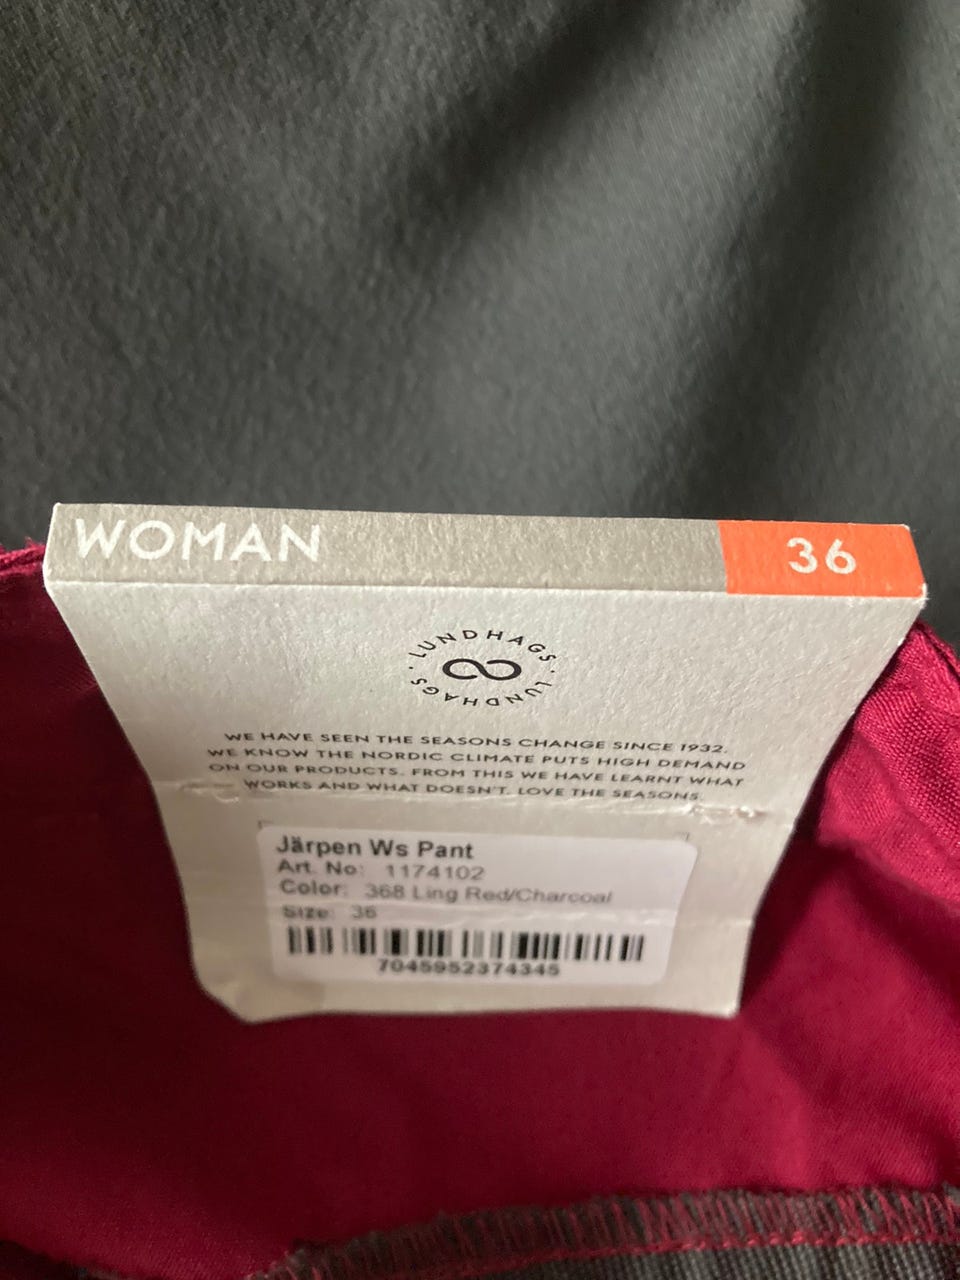 WOMAN 36
LUNDHAGS · LUNDHAGS ·
WE HAVE SEEN THE SEASONS CHANGE SINCE 1932.
WE KNOW THE NORDIC CLIMATE PUTS HIGH DEMAND
ON OUR PRODUCTS. FROM THIS WE HAVE LEARNT WHAT
WORKS AND WHAT DOESN'T. LOVE THE SEASONS.
Järpen Ws Pant
Art. No: 1174102
Color: 368 Ling Red/Charcoal
Size: 36
7045952374345